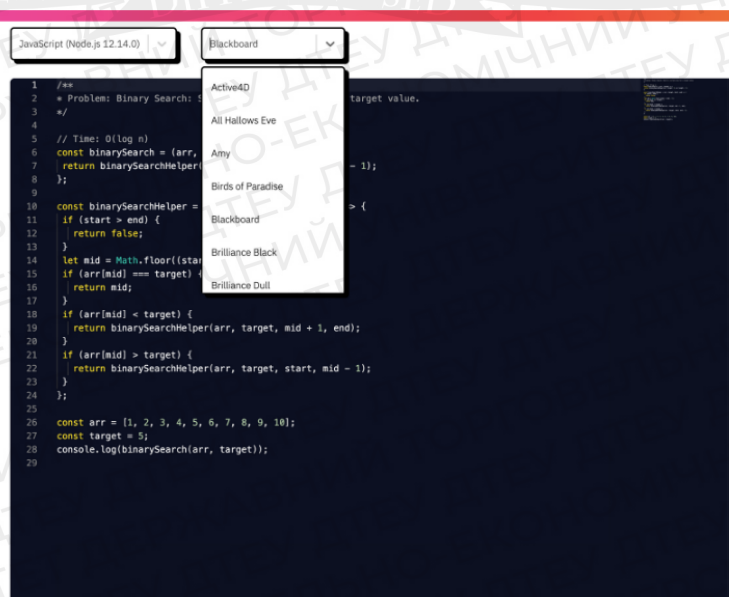 JavaScript (Node.js 12.14.0)
Blackboard
Active4D
All Hallows Eve
Amy
Birds of Paradise
Blackboard
Brilliance Black
Brilliance Dull
1 /**
2 * Problem: Binary Search: target value.
3 */
4
5 // Time: O(log n)
6 const binarySearch = (arr,
7 return binarySearchHelper( - 1);
8 };
9
10 const binarySearchHelper = > {
11 if (start > end) {
12 return false;
13 }
14 let mid = Math.floor((star
15 if (arr[mid] === target) {
16 return mid;
17 }
18 if (arr[mid] < target) {
19 return binarySearchHelper(arr, target, mid + 1, end);
20 }
21 if (arr[mid] > target) {
22 return binarySearchHelper(arr, target, start, mid - 1);
23 }
24 };
25
26 const arr = [1, 2, 3, 4, 5, 6, 7, 8, 9, 10];
27 const target = 5;
28 console.log(binarySearch(arr, target));
29